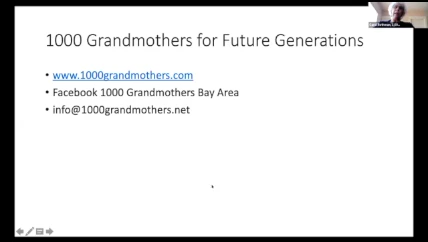 1000 Grandmothers for Future Generations
• www.1000grandmothers.com
• Facebook 1000 Grandmothers Bay Area
• info@1000grandmothers.net